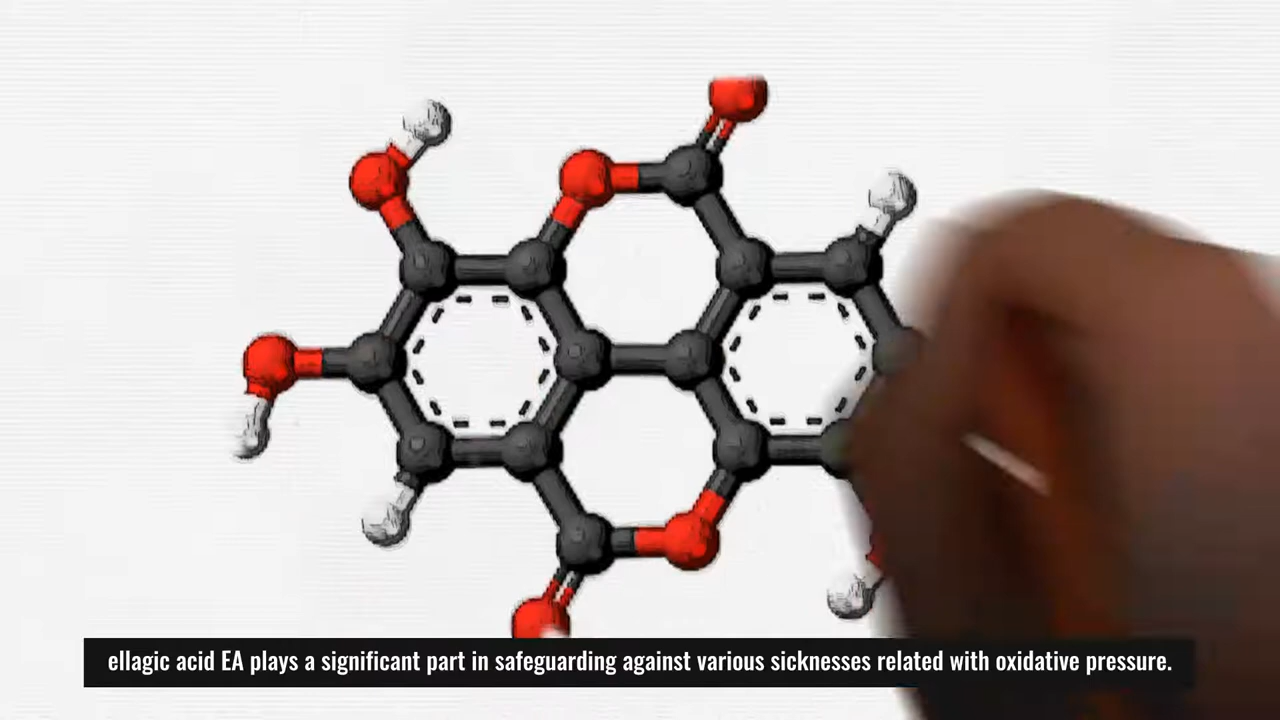 ellagic acid EA plays a significant part in safeguarding against various sicknesses related with oxidative pressure.